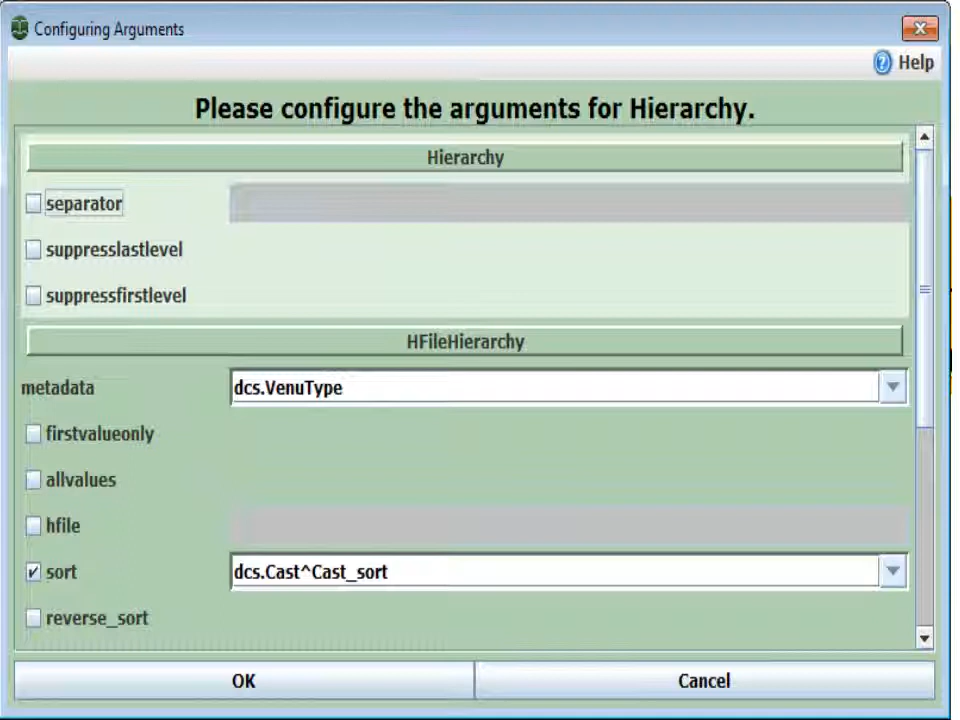 Configuring Arguments
Help
Please configure the arguments for Hierarchy.
Hierarchy
separator
suppresslastlevel
suppressfirstlevel
HFileHierarchy
metadata dcs.VenuType
firstvalueonly
allvalues
hfile
sort dcs.Cast^Cast_sort
reverse_sort
OK Cancel